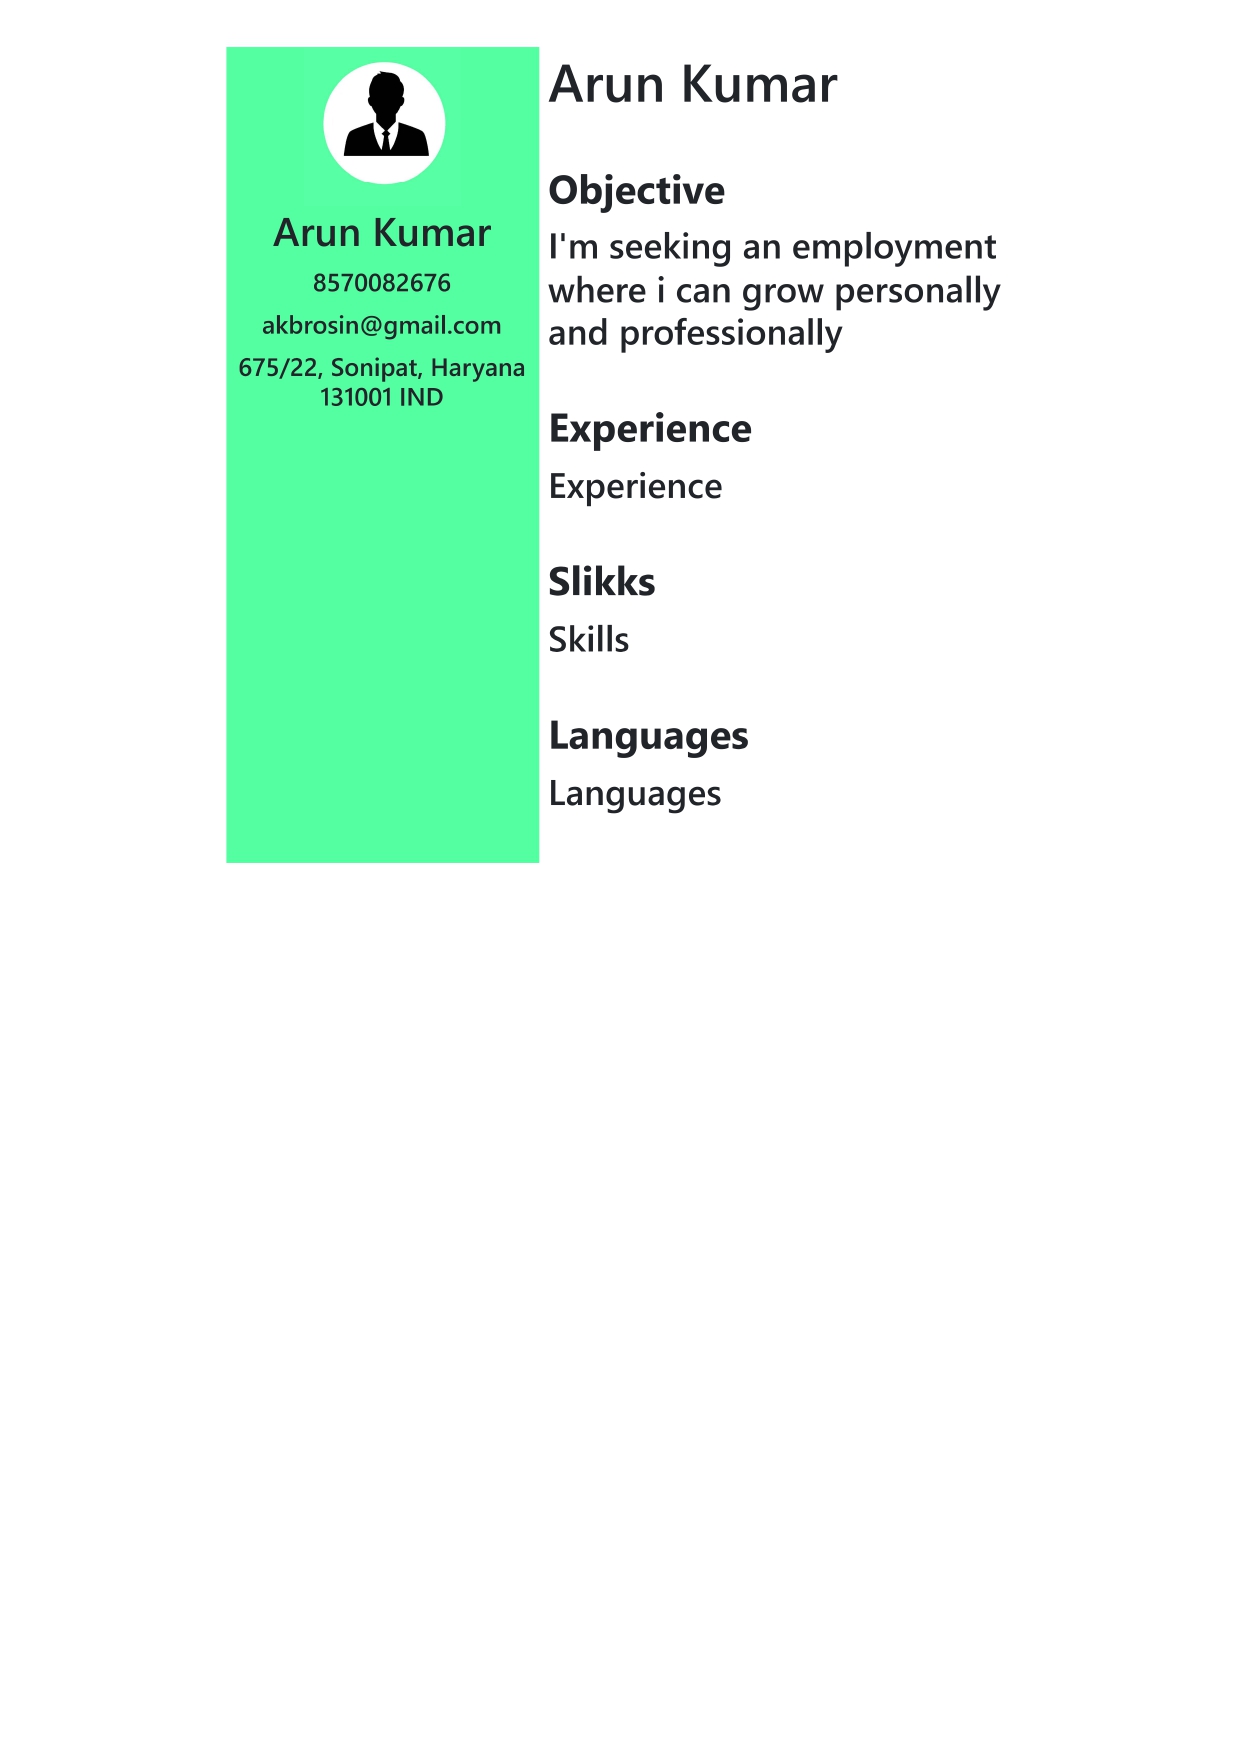 Arun Kumar
8570082676
akbrosin@gmail.com
675/22, Sonipat, Haryana
131001 IND
Arun Kumar
Objective
I'm seeking an employment
where i can grow personally
and professionally
Experience
Experience
Slikks
Skills
Languages
Languages